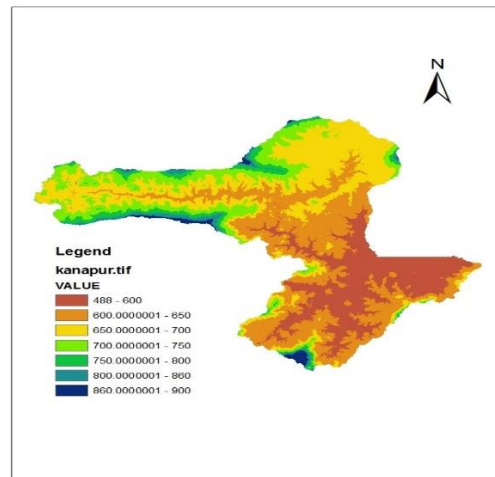 N
Legend
kanapur.tif
VALUE
488 - 600
600.0000001 - 650
650.0000001 - 700
700.0000001 - 750
750.0000001 - 800
800.0000001 - 860
860.0000001 - 900